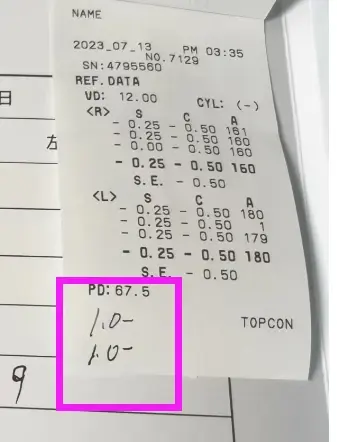 NAME
2023_07_13 PM 03:35
NO.7129
SN:4795560
REF.DATA
VD: 12.00 CYL: (-)
<R> S C A
- 0.25 - 0.50 161
- 0.25 - 0.50 160
- 0.00 - 0.50 160
- 0.25 - 0.50 160
S.E. - 0.50
<L> S C A
- 0.25 - 0.50 180
- 0.25 - 0.50 1
- 0.25 - 0.50 179
- 0.25 - 0.50 180
S.E. - 0.50
PD: 67.5
1.0-
1.0-
TOPCON
日
左
9